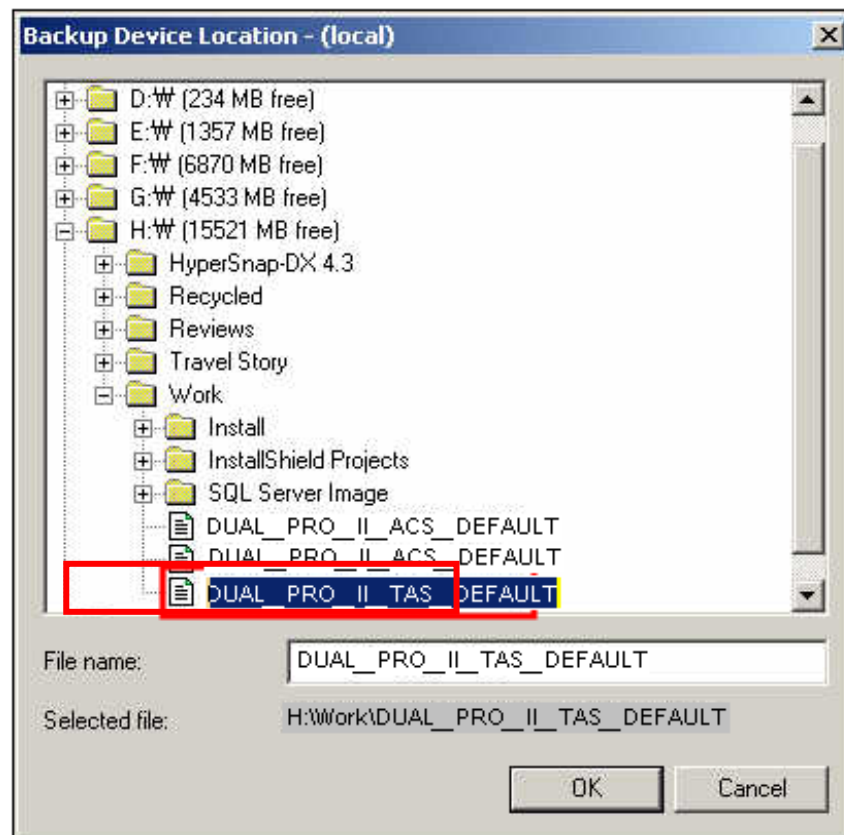 Backup Device Location - (local)
D:₩ (234 MB free)
E:₩ (1357 MB free)
F:₩ (6870 MB free)
G:₩ (4533 MB free)
H:₩ (15521 MB free)
HyperSnap-DX 4.3
Recycled
Reviews
Travel Story
Work
Install
InstallShield Projects
SQL Server Image
DUAL__PRO__II__ACS__DEFAULT
DUAL__PRO__II__ACS__DEFAULT
DUAL__PRO__II__TAS__DEFAULT
File name: DUAL__PRO__II__TAS__DEFAULT
Selected file: H:\Work\DUAL__PRO__II__TAS__DEFAULT
OK Cancel